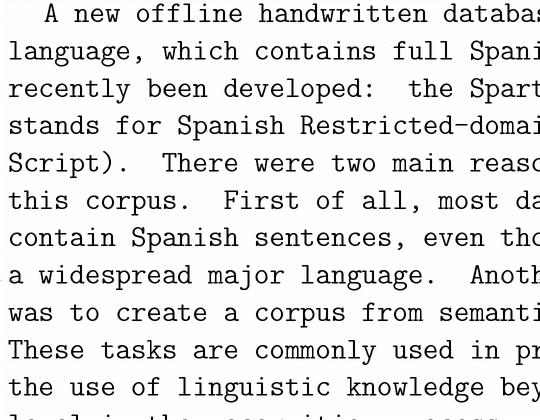 A new offline handwritten databas
language, which contains full Spani
recently been developed: the Spart
stands for Spanish Restricted-domai
Script). There were two main reaso
this corpus. First of all, most da
contain Spanish sentences, even tho
a widespread major language. Anoth
was to create a corpus from semanti
These tasks are commonly used in pr
the use of linguistic knowledge bey